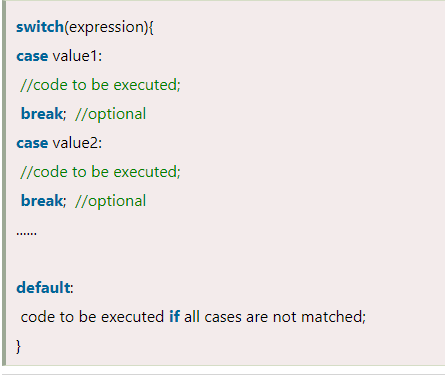 switch(expression){
case value1:
//code to be executed;
break;  //optional
case value2:
//code to be executed;
break;  //optional
......
default:
code to be executed if all cases are not matched;
}